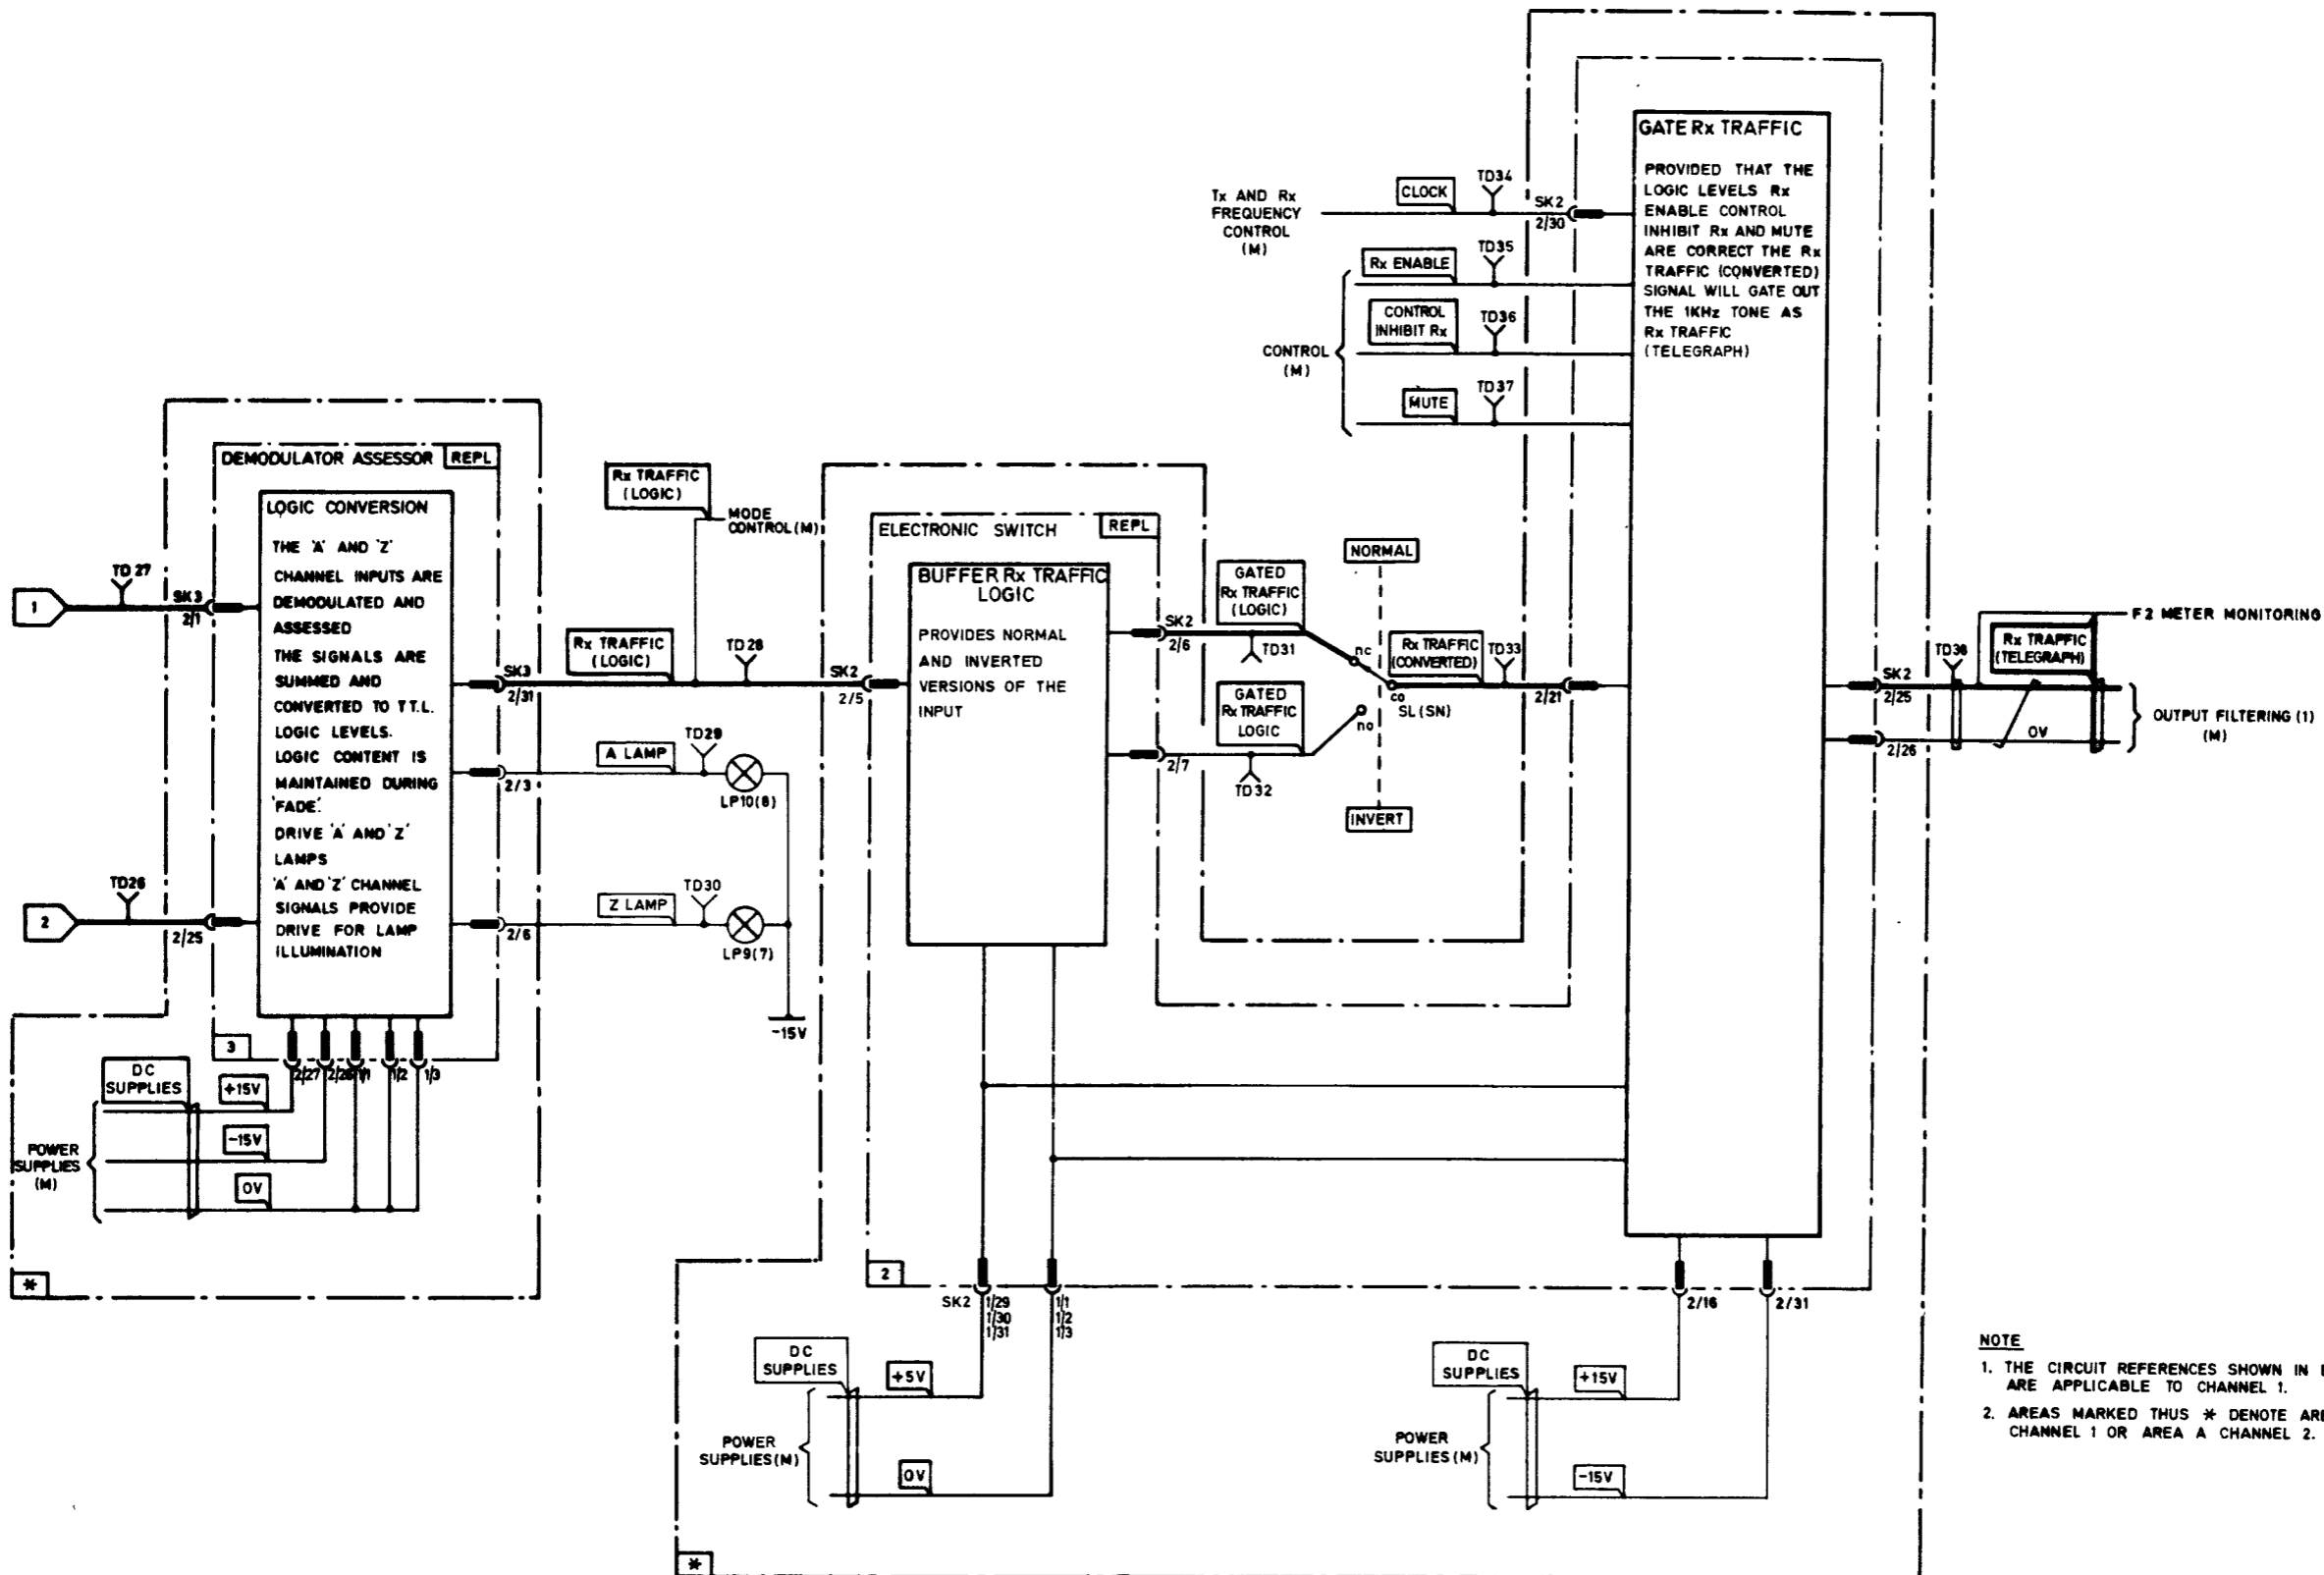 GATE Rx TRAFFIC
PROVIDED THAT THE
LOGIC LEVELS Rx
ENABLE CONTROL
INHIBIT Rx AND MUTE
ARE CORRECT THE Rx
TRAFFIC (CONVERTED)
SIGNAL WILL GATE OUT
THE 1KHz TONE AS
Rx TRAFFIC
(TELEGRAPH)
Tx AND Rx
FREQUENCY
CONTROL
(M)
CLOCK
TD34
SK2
2/30
Rx ENABLE
TD35
CONTROL
INHIBIT Rx
TD36
CONTROL
(M)
MUTE
TD37
DEMODULATOR ASSESSOR
REPL
LOGIC CONVERSION
THE 'A' AND 'Z'
CHANNEL INPUTS ARE
DEMODULATED AND
ASSESSED
THE SIGNALS ARE
SUMMED AND
CONVERTED TO T.T.L.
LOGIC LEVELS.
LOGIC CONTENT IS
MAINTAINED DURING
'FADE'.
DRIVE 'A' AND 'Z'
LAMPS
'A' AND 'Z' CHANNEL
SIGNALS PROVIDE
DRIVE FOR LAMP
ILLUMINATION
1
TD27
SK3
2/1
2
TD26
2/25
3
Rx TRAFFIC
(LOGIC)
MODE
CONTROL(M)
SK3
2/31
Rx TRAFFIC
(LOGIC)
TD28
SK2
2/5
2/3
A LAMP
TD29
LP10(8)
2/6
Z LAMP
TD30
LP9(7)
-15V
ELECTRONIC SWITCH
REPL
BUFFER Rx TRAFFIC
LOGIC
PROVIDES NORMAL
AND INVERTED
VERSIONS OF THE
INPUT
SK2
2/6
GATED
Rx TRAFFIC
(LOGIC)
TD31
2/7
GATED
Rx TRAFFIC
LOGIC
TD32
NORMAL
nc
co
no
SL(SN)
INVERT
Rx TRAFFIC
(CONVERTED)
TD33
2/21
SK2
2/25
2/26
TD38
F2 METER MONITORING
Rx TRAFFIC
(TELEGRAPH)
0V
OUTPUT FILTERING (1)
(M)
2/27
1/1
1/2
1/3
DC
SUPPLIES
+15V
-15V
0V
POWER
SUPPLIES
(M)
*
2
SK2
1/29
1/30
1/31
1/1
1/2
1/3
DC
SUPPLIES
+5V
0V
POWER
SUPPLIES(M)
*
2/16
2/31
DC
SUPPLIES
+15V
-15V
POWER
SUPPLIES(M)
NOTE
1. THE CIRCUIT REFERENCES SHOWN IN
ARE APPLICABLE TO CHANNEL 1.
2. AREAS MARKED THUS * DENOTE
CHANNEL 1 OR AREA A CHANNEL 2.